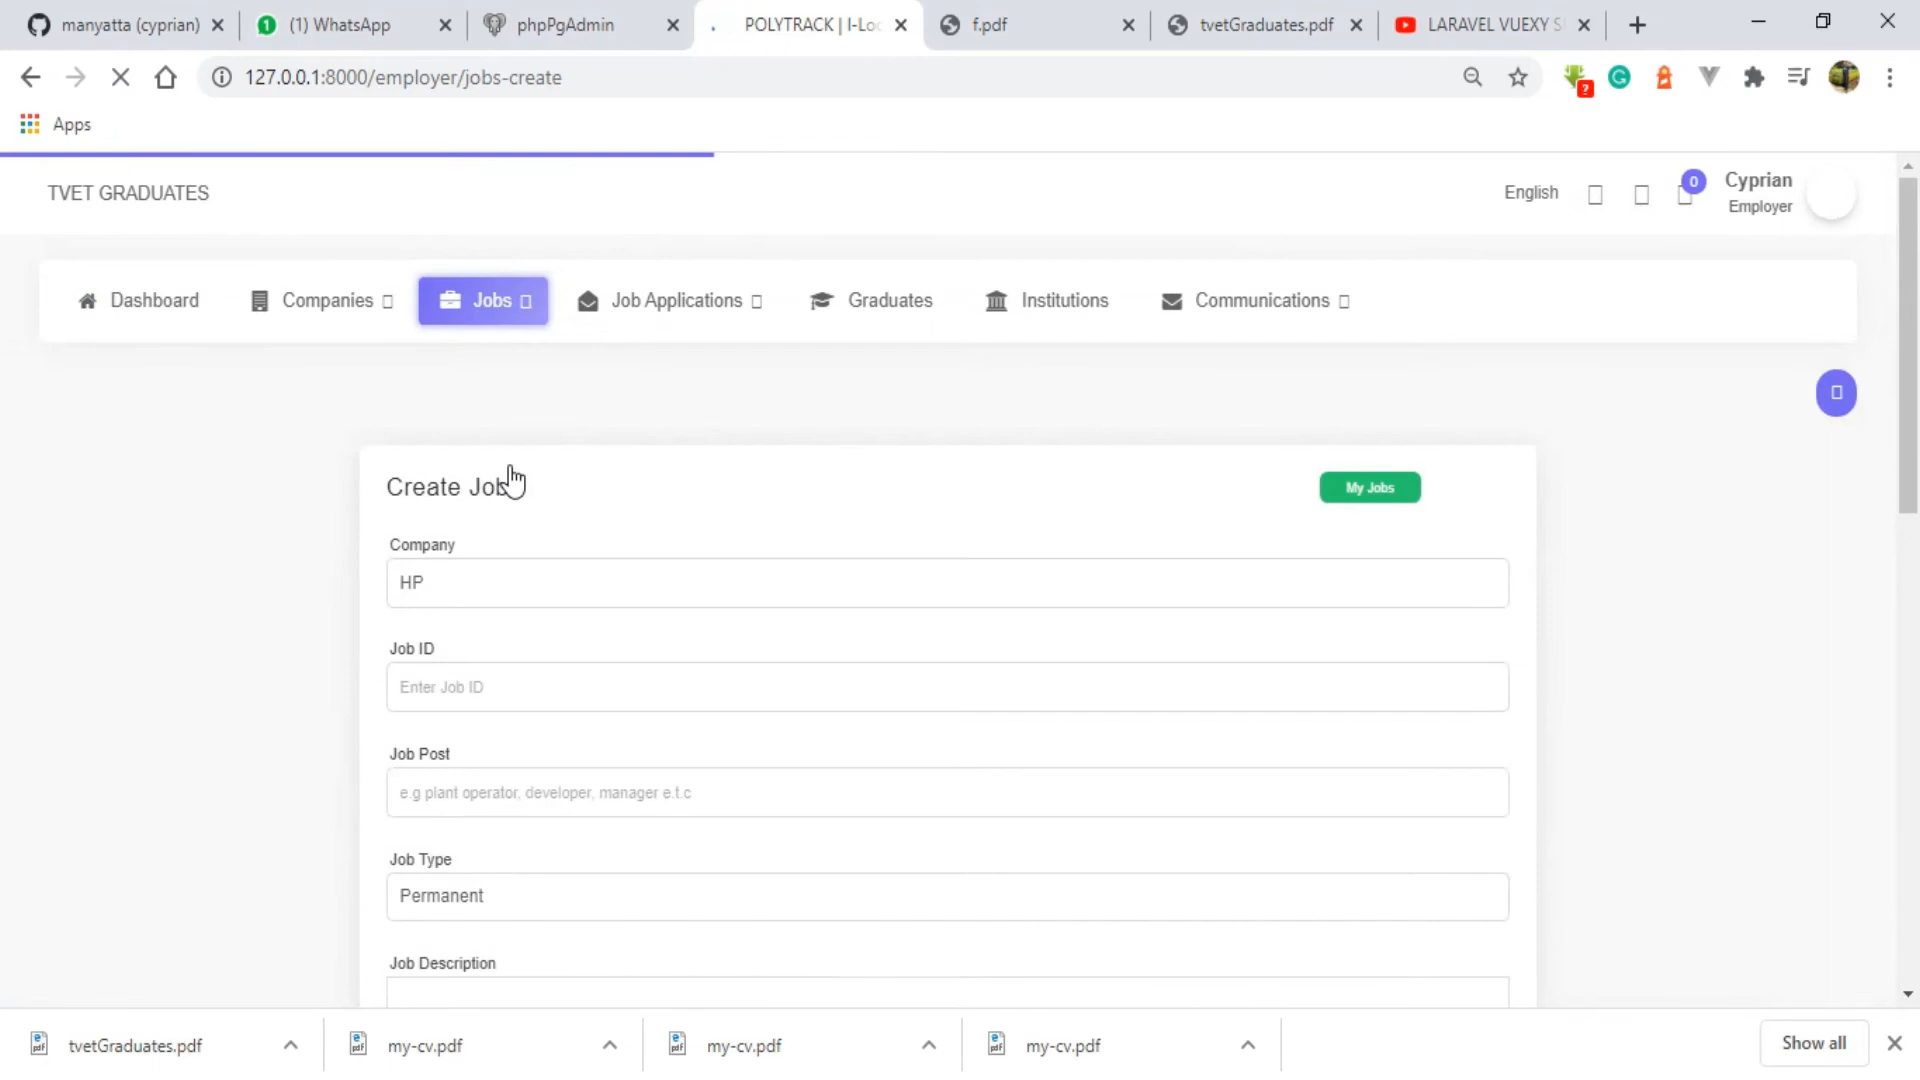 manyatta (cyprian)
(1) WhatsApp
phpPgAdmin
POLYTRACK | I-Loc
f.pdf
tvetGraduates.pdf
LARAVEL VUEXY S
127.0.0.1:8000/employer/jobs-create
Apps
TVET GRADUATES
English
0
Cyprian
Employer
Dashboard
Companies
Jobs
Job Applications
Graduates
Institutions
Communications
Create Job
My Jobs
Company
HP
Job ID
Enter Job ID
Job Post
e.g plant operator, developer, manager e.t.c
Job Type
Permanent
Job Description
tvetGraduates.pdf
my-cv.pdf
my-cv.pdf
my-cv.pdf
Show all